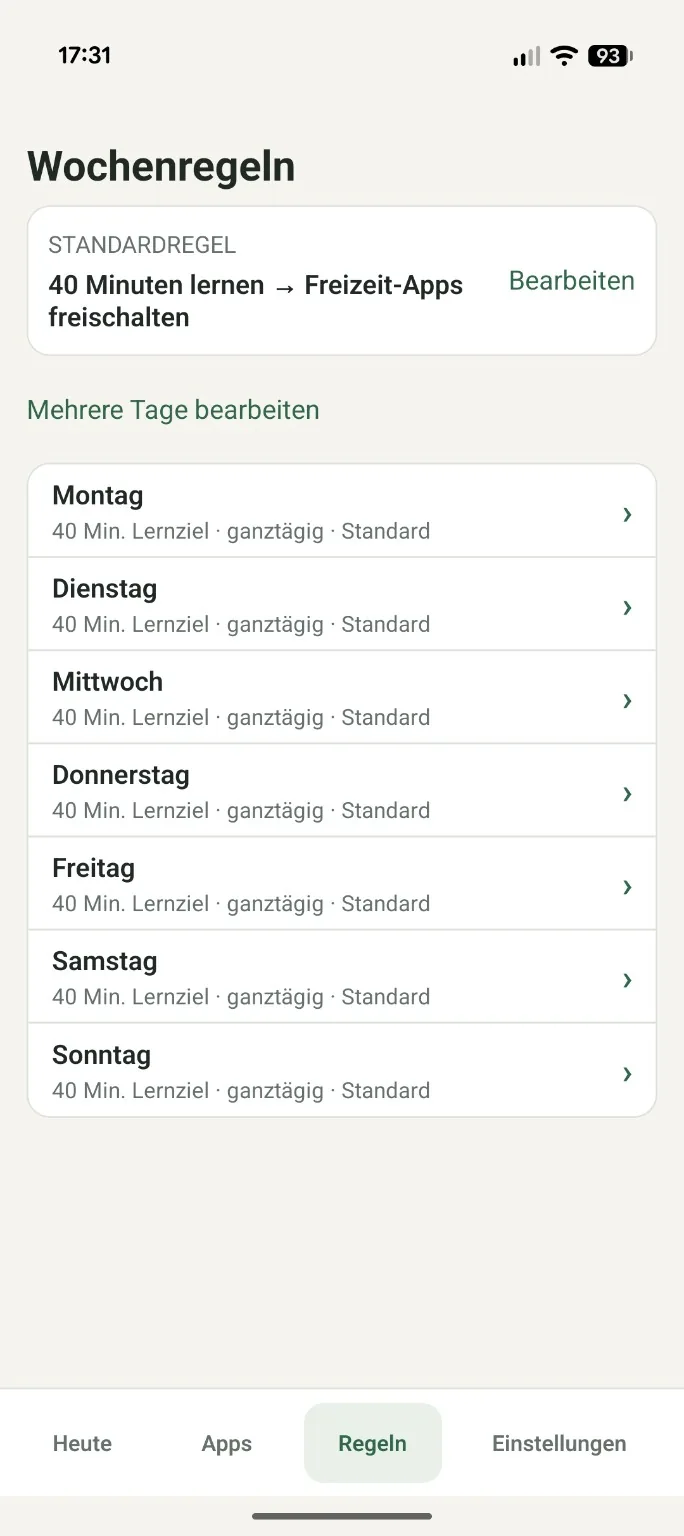 17:31
93
Wochenregeln
STANDARDREGEL
40 Minuten lernen → Freizeit-Apps
freischalten
Bearbeiten
Mehrere Tage bearbeiten
Montag
40 Min. Lernziel · ganztägig · Standard
Dienstag
40 Min. Lernziel · ganztägig · Standard
Mittwoch
40 Min. Lernziel · ganztägig · Standard
Donnerstag
40 Min. Lernziel · ganztägig · Standard
Freitag
40 Min. Lernziel · ganztägig · Standard
Samstag
40 Min. Lernziel · ganztägig · Standard
Sonntag
40 Min. Lernziel · ganztägig · Standard
Heute Apps Regeln Einstellungen